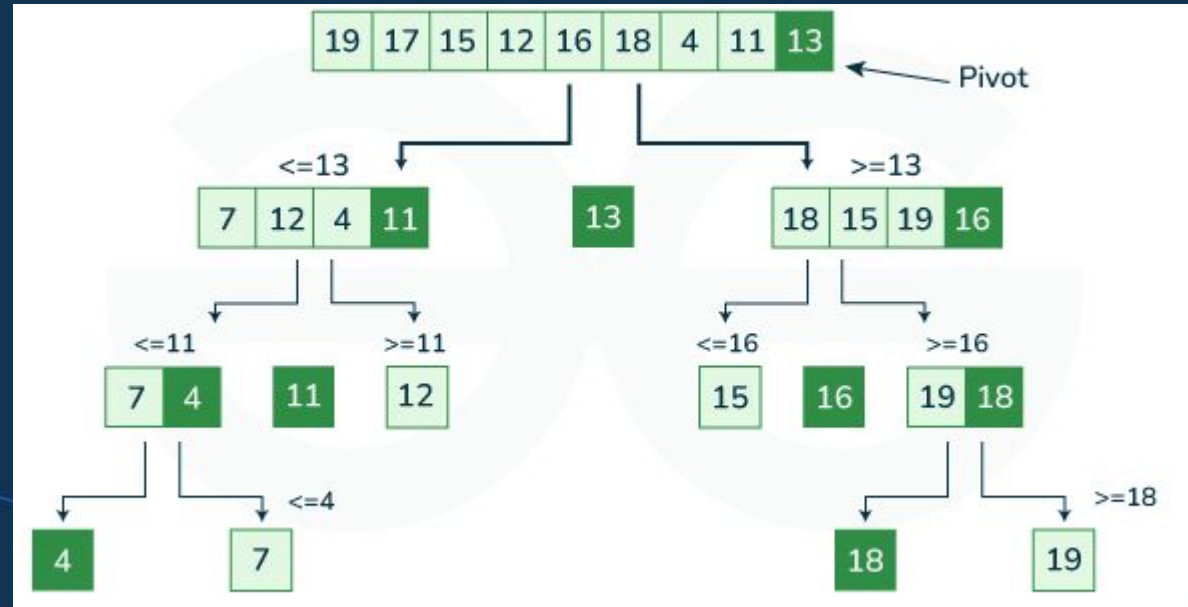 19 17 15 12 16 18 4 11 13
Pivot
<=13 >=13
7 12 4 11 13 18 15 19 16
<=11 >=11 <=16 >=16
7 4 11 12 15 16 19 18
<=4 >=18
4 7 18 19